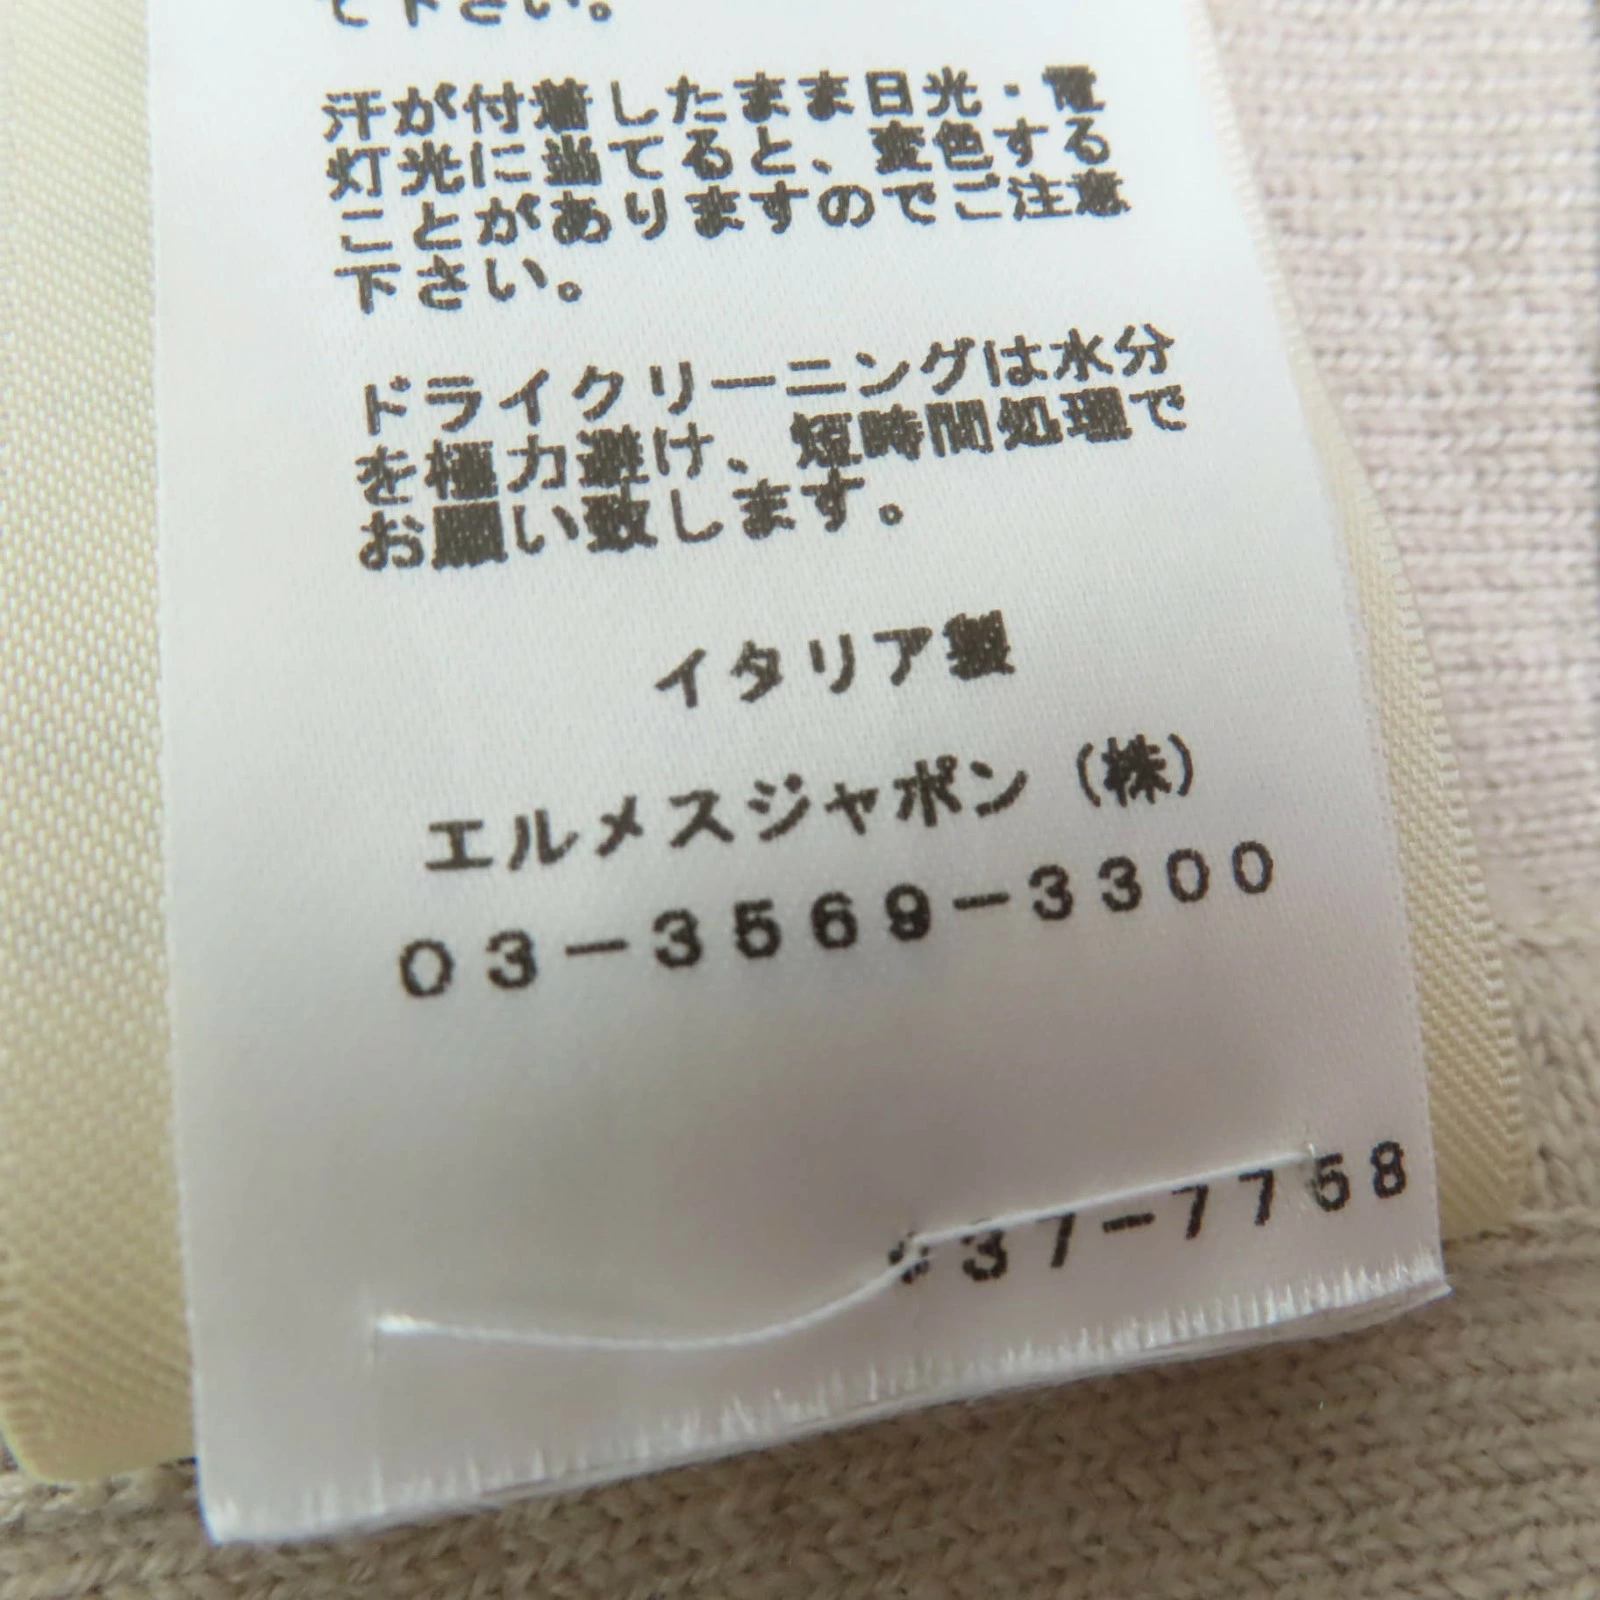 て下さい。
汗が付着したまま日光・電
灯光に当てると、変色する
ことがありますのでご注意
下さい。
ドライクリーニングは水分
を極力避け、短時間処理で
お願い致します。
イタリア製
エルメスジャポン（株）
03-3569-3300
37-7758